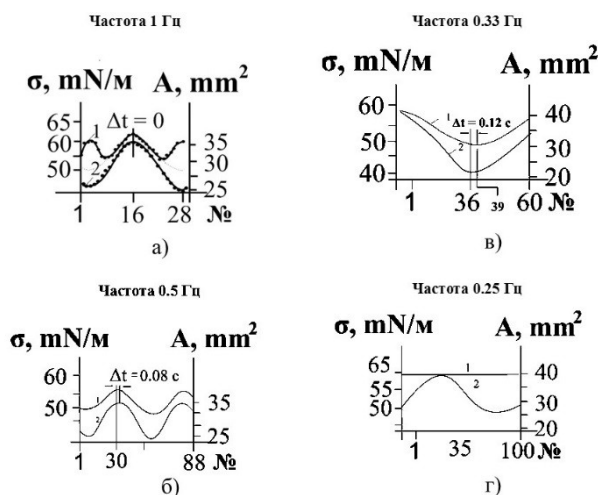 Частота 1 Гц
σ, mN/м A, mm²
65
60
50
1
2
Δt = 0
35
30
25
1 16 28 №
а)
Частота 0.33 Гц
σ, mN/м A, mm²
60
50
40
1
2
Δt = 0.12 c
40
30
20
1 36 39 60 №
в)
Частота 0.5 Гц
σ, mN/м A, mm²
60
50
1
2
Δt = 0.08 c
35
25
1 30 88 №
б)
Частота 0.25 Гц
σ, mN/м A, mm²
65
55
50
1
2
40
30
20
1 35 100 №
г)